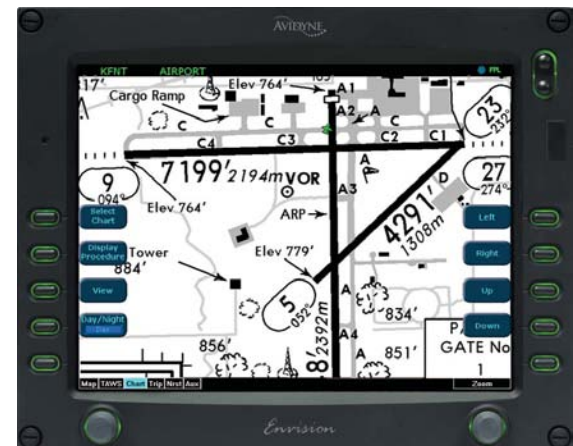 AVIDYNE
KFNT AIRPORT FPL
317'
Elev 764'
A1
Cargo Ramp
A2 A
23
232°
C C C
C4 C3 C2 C1
7199' 2194m VOR
A
9
094°
27
274°
D
Elev 764'
A3
ARP
4291'
1308m
Select
Chart
Left
Display
Procedure
Tower
884'
Elev 779'
Right
View
5
052°
A
834'
Up
Day/Night
Day
856'
8' 2392m
A4
A
851'
Down
GATE No
1
Map TAWS Chart Trip Nrst Aux
Zoom
Envision